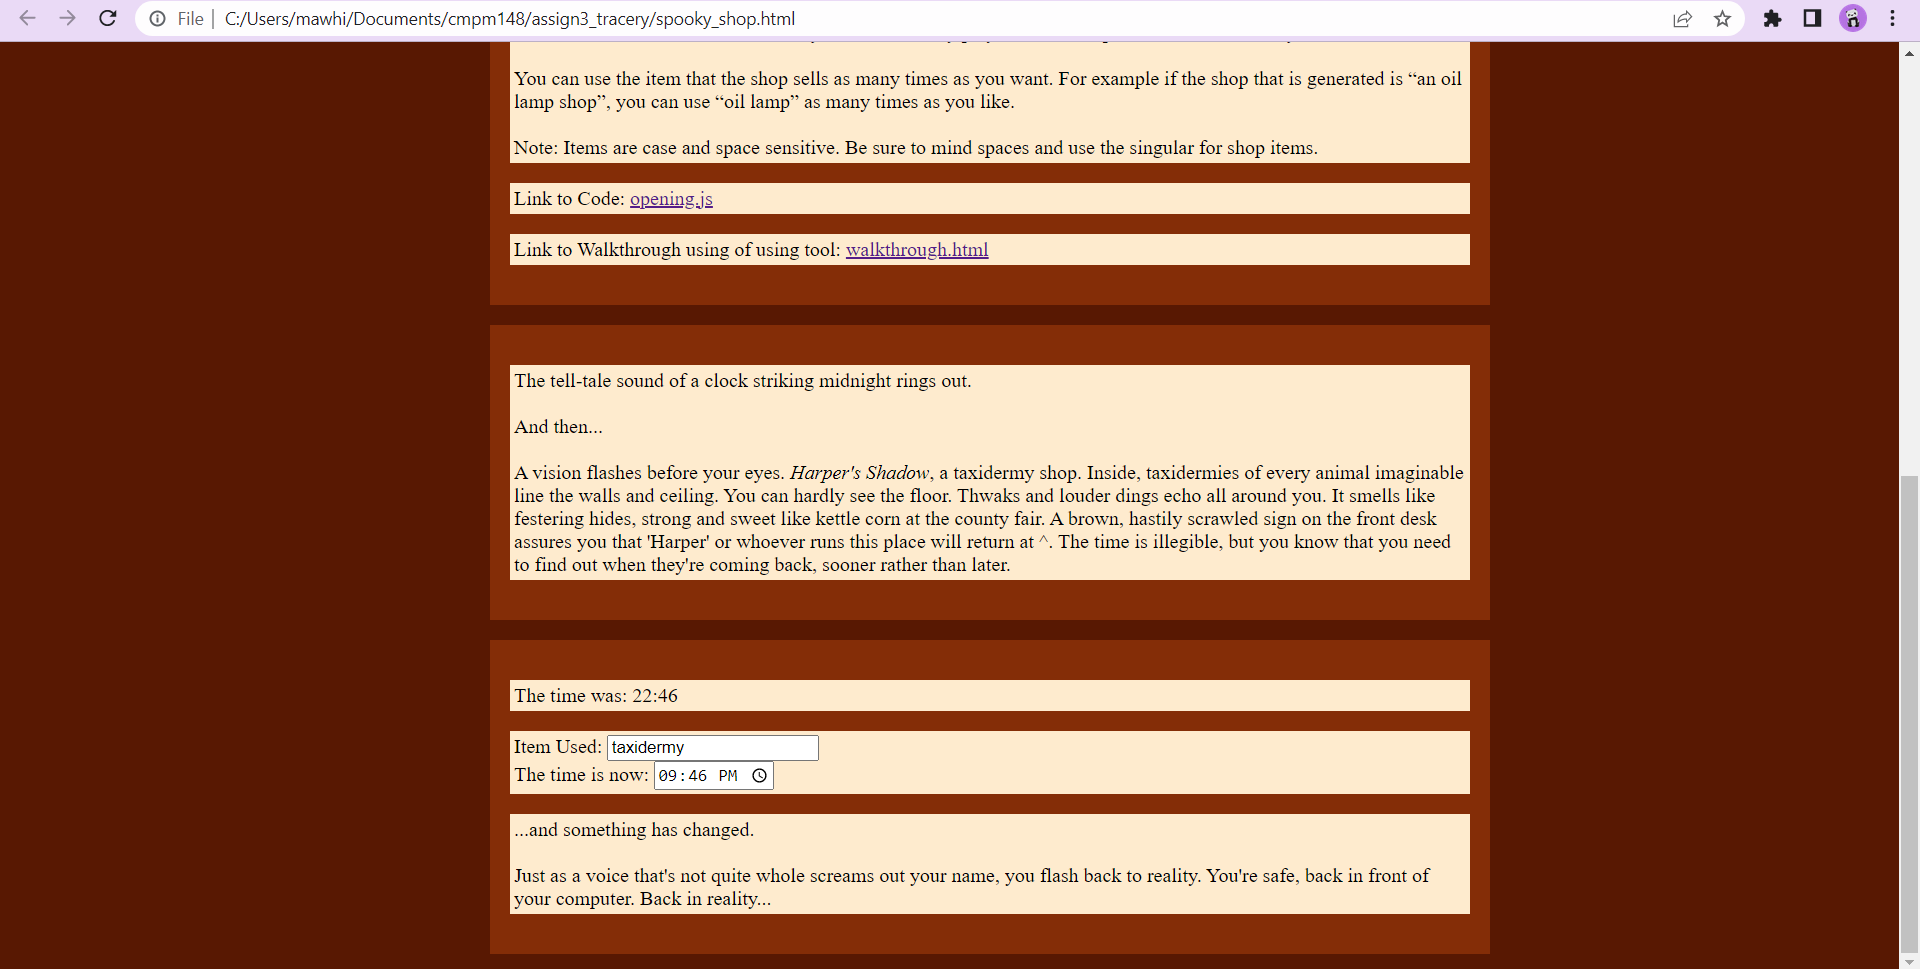 File
C:/Users/mawhi/Documents/cmpm148/assign3_tracery/spooky_shop.html
You can use the item that the shop sells as many times as you want. For example if the shop that is generated is “an oil
lamp shop”, you can use “oil lamp” as many times as you like.
Note: Items are case and space sensitive. Be sure to mind spaces and use the singular for shop items.
Link to Code: opening.js
Link to Walkthrough using of using tool: walkthrough.html
The tell-tale sound of a clock striking midnight rings out.
And then...
A vision flashes before your eyes. Harper's Shadow, a taxidermy shop. Inside, taxidermies of every animal imaginable
line the walls and ceiling. You can hardly see the floor. Thwaks and louder dings echo all around you. It smells like
festering hides, strong and sweet like kettle corn at the county fair. A brown, hastily scrawled sign on the front desk
assures you that 'Harper' or whoever runs this place will return at ^. The time is illegible, but you know that you need
to find out when they're coming back, sooner rather than later.
The time was: 22:46
Item Used: taxidermy
The time is now: 09:46 PM
...and something has changed.
Just as a voice that's not quite whole screams out your name, you flash back to reality. You're safe, back in front of
your computer. Back in reality...